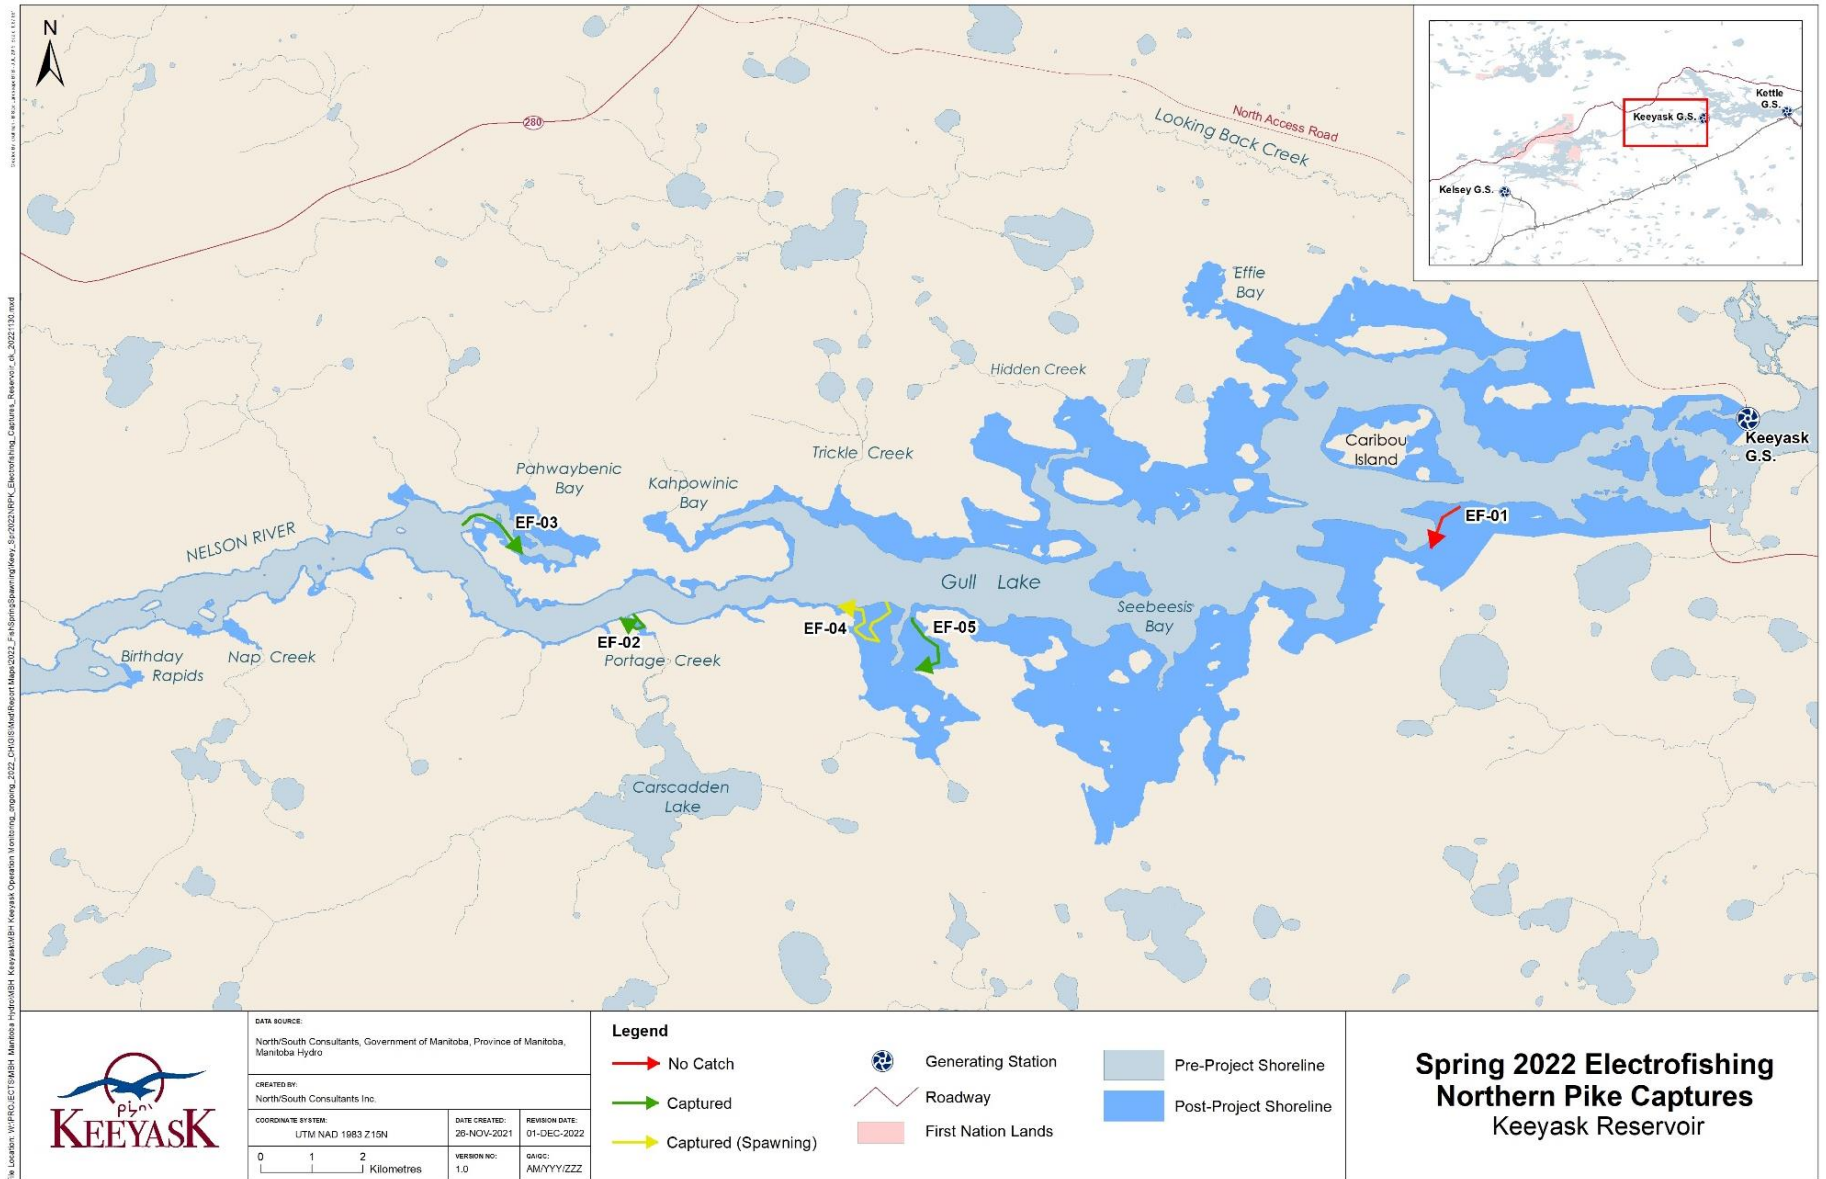 N
280
North Access Road
Looking Back Creek
Kettle
G.S.
Keeyask G.S.
Kelsey G.S.
Effie
Bay
Hidden Creek
Caribou
Island
Keeyask
G.S.
Trickle Creek
Pahwaybenic
Bay
Kahpowinic
Bay
EF-03
EF-01
NELSON RIVER
Gull Lake
Seebeesis
Bay
EF-04
EF-05
EF-02
Birthday
Rapids
Nap Creek
Portage Creek
Carscadden
Lake
KEEYASK
DATA SOURCE:
North/South Consultants, Government of Manitoba, Province of Manitoba,
Manitoba Hydro
CREATED BY:
North/South Consultants Inc.
COORDINATE SYSTEM:
UTM NAD 1983 Z15N
DATE CREATED:
26-NOV-2021
REVISION DATE:
01-DEC-2022
0 1 2
Kilometres
VERSION NO:
1.0
QA/QC:
AM/YYY/ZZZ
Legend
No Catch
Captured
Captured (Spawning)
Generating Station
Roadway
First Nation Lands
Pre-Project Shoreline
Post-Project Shoreline
Spring 2022 Electrofishing
Northern Pike Captures
Keeyask Reservoir